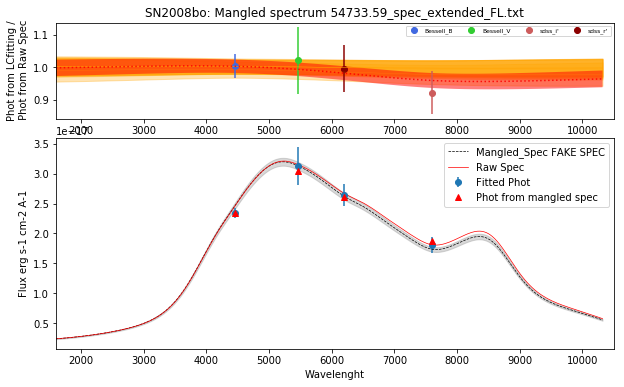 SN2008bo: Mangled spectrum 54733.59_spec_extended_FL.txt
Phot from LCfitting /
Phot from Raw Spec
1.1
1.0
0.9
Bessell_B
Bessell_V
sdss_i'
sdss_r'
2000 3000 4000 5000 6000 7000 8000 9000 10000
1e−17
Flux erg s-1 cm-2 A-1
3.5
3.0
2.5
2.0
1.5
1.0
0.5
Mangled_Spec FAKE SPEC
Raw Spec
Fitted Phot
Phot from mangled spec
2000 3000 4000 5000 6000 7000 8000 9000 10000
Wavelenght